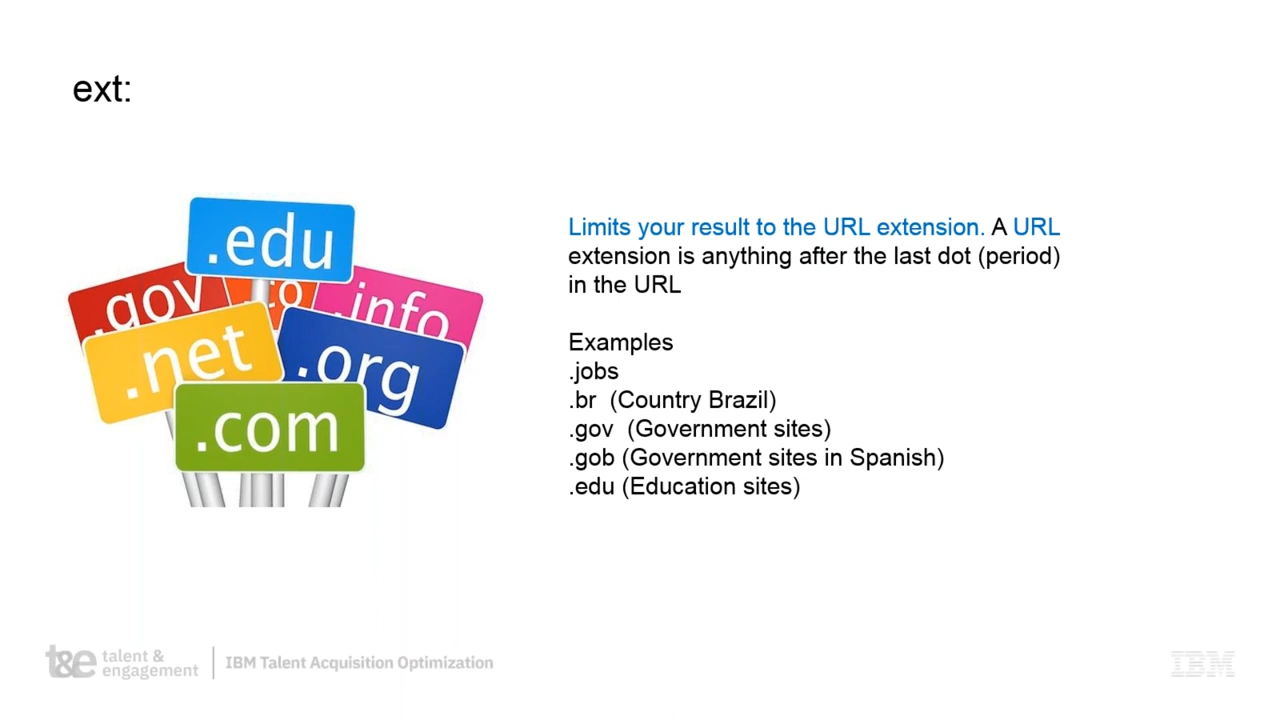 ext:
.edu
.gov
.co
.info
.net
.org
.com
Limits your result to the URL extension. A URL
extension is anything after the last dot (period)
in the URL
Examples
.jobs
.br (Country Brazil)
.gov (Government sites)
.gob (Government sites in Spanish)
.edu (Education sites)
t&e talent &
engagement
IBM Talent Acquisition Optimization
IBM